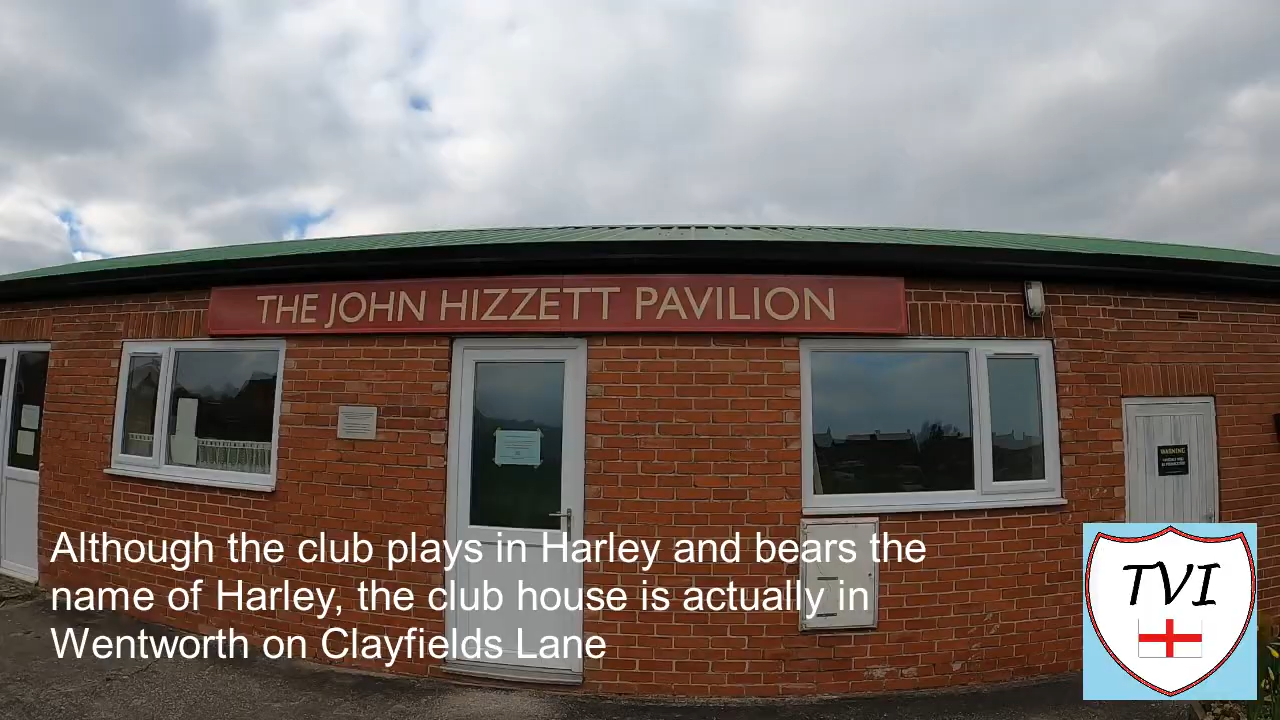 THE JOHN HIZZETT PAVILION
WARNING
Although the club plays in Harley and bears the
name of Harley, the club house is actually in
Wentworth on Clayfields Lane
TVI